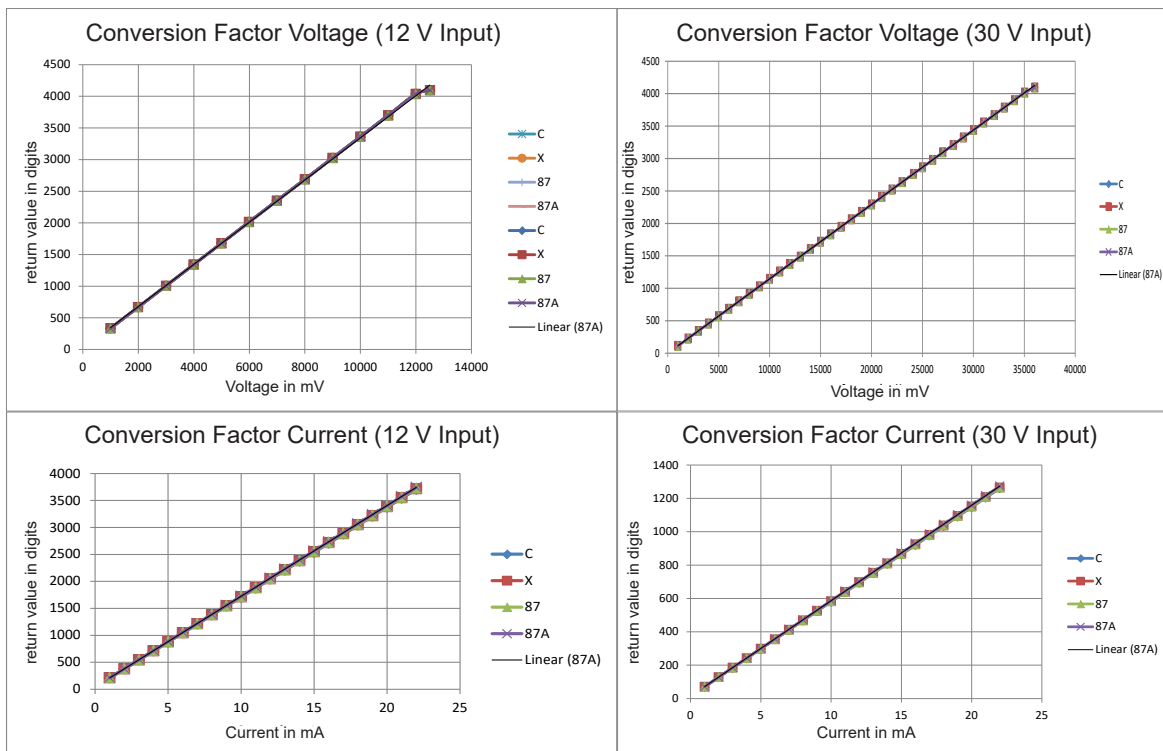 Conversion Factor Voltage (12 V Input)
return value in digits
4500
4000
3500
3000
2500
2000
1500
1000
500
0
0 2000 4000 6000 8000 10000 12000 14000
Voltage in mV
C
X
87
87A
C
X
87
87A
Linear (87A)
Conversion Factor Voltage (30 V Input)
return value in digits
4500
4000
3500
3000
2500
2000
1500
1000
500
0
0 5000 10000 15000 20000 25000 30000 35000 40000
Voltage in mV
C
X
87
87A
Linear (87A)
Conversion Factor Current (12 V Input)
return value in digits
4000
3500
3000
2500
2000
1500
1000
500
0
0 5 10 15 20 25
Current in mA
C
X
87
87A
Linear (87A)
Conversion Factor Current (30 V Input)
return value in digits
1400
1200
1000
800
600
400
200
0
0 5 10 15 20 25
Current in mA
C
X
87
87A
Linear (87A)